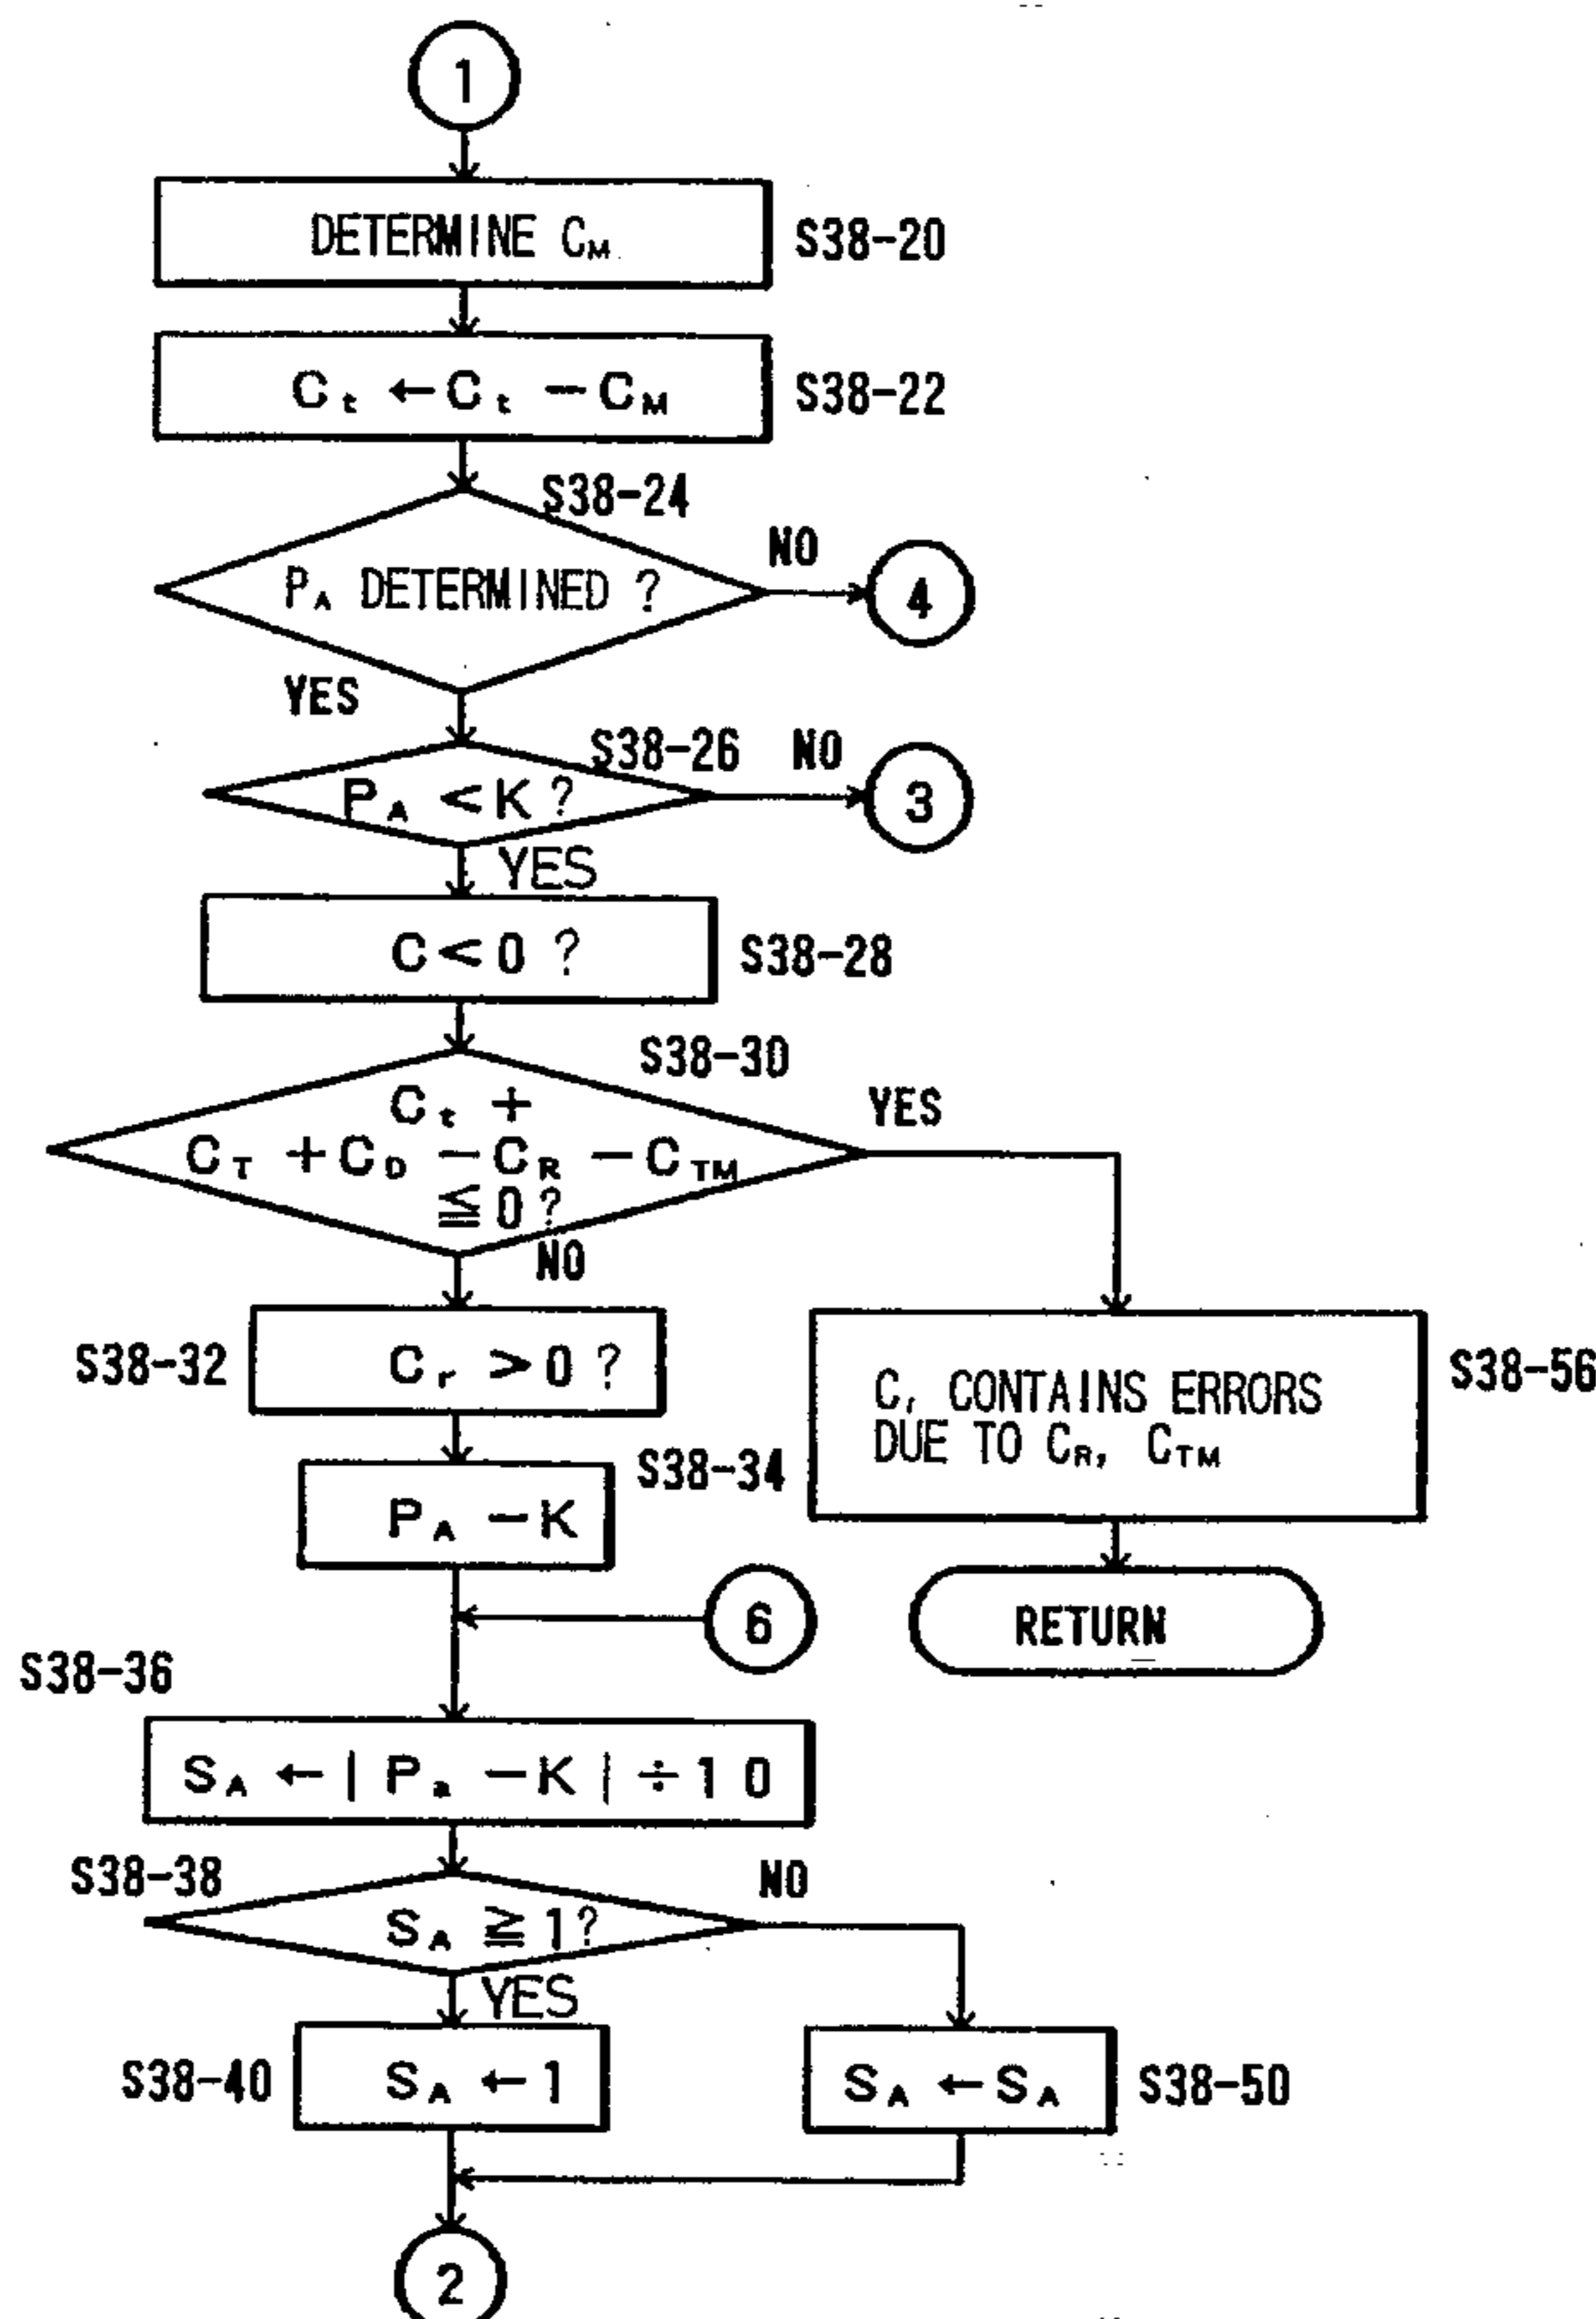 1
DETERMINE C_M
S38-20
C_t ← C_t − C_M
S38-22
S38-24
P_A DETERMINED ?
NO
4
YES
S38-26
P_A < K ?
NO
3
YES
C < 0 ?
S38-28
S38-30
C_t +
C_T + C_D − C_R − C_TM
≦ 0 ?
YES
NO
S38-32
C_r > 0 ?
C, CONTAINS ERRORS
DUE TO C_R, C_TM
S38-56
S38-34
P_A − K
6
RETURN
S38-36
S_A ← | P_a − K | ÷ 10
S38-38
S_A ≧ 1 ?
NO
YES
S38-40
S_A ← 1
S_A ← S_A
S38-50
2